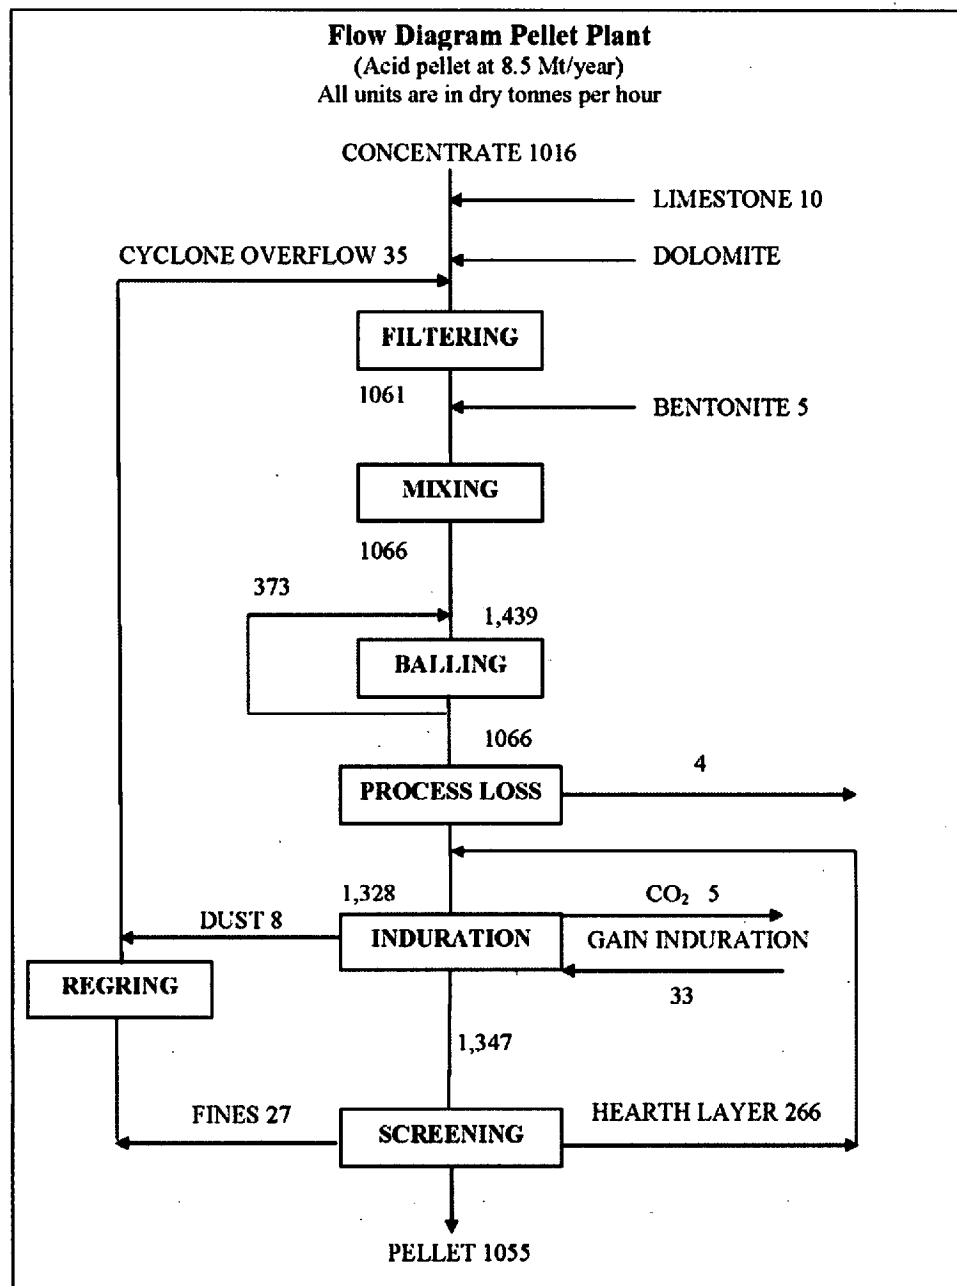 Flow Diagram Pellet Plant
(Acid pellet at 8.5 Mt/year)
All units are in dry tonnes per hour
CONCENTRATE 1016
LIMESTONE 10
CYCLONE OVERFLOW 35
DOLOMITE
FILTERING
1061
BENTONITE 5
MIXING
1066
373
1,439
BALLING
1066
4
PROCESS LOSS
1,328
CO₂ 5
DUST 8
INDURATION
GAIN INDURATION
REGRING
33
1,347
FINES 27
SCREENING
HEARTH LAYER 266
PELLET 1055